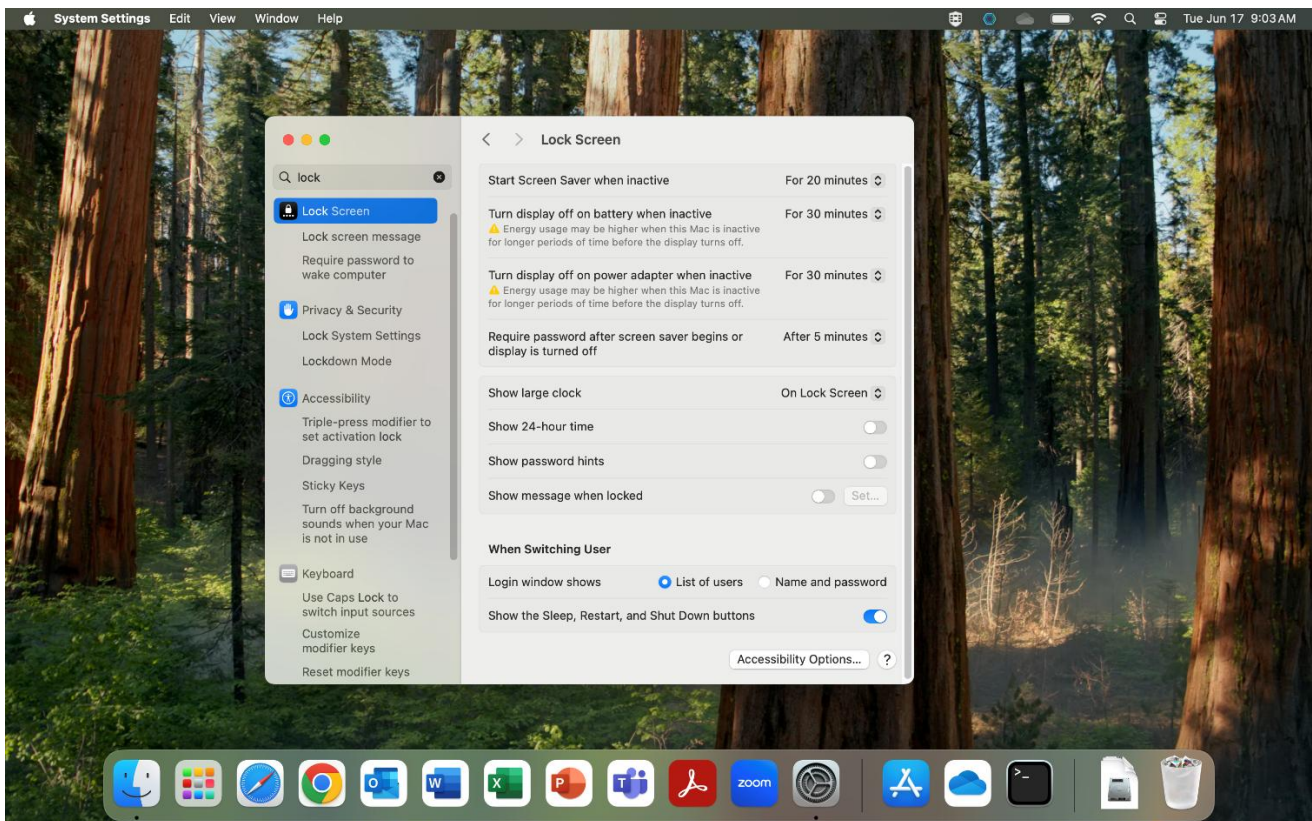 System Settings Edit View Window Help
Tue Jun 17 9:03 AM
Lock Screen
lock
Lock Screen
Lock screen message
Require password to
wake computer
Privacy & Security
Lock System Settings
Lockdown Mode
Accessibility
Triple-press modifier to
set activation lock
Dragging style
Sticky Keys
Turn off background
sounds when your Mac
is not in use
Keyboard
Use Caps Lock to
switch input sources
Customize
modifier keys
Reset modifier keys
Start Screen Saver when inactive For 20 minutes
Turn display off on battery when inactive For 30 minutes
Energy usage may be higher when this Mac is inactive
for longer periods of time before the display turns off.
Turn display off on power adapter when inactive For 30 minutes
Energy usage may be higher when this Mac is inactive
for longer periods of time before the display turns off.
Require password after screen saver begins or After 5 minutes
display is turned off
Show large clock On Lock Screen
Show 24-hour time
Show password hints
Show message when locked Set...
When Switching User
Login window shows List of users Name and password
Show the Sleep, Restart, and Shut Down buttons
Accessibility Options... ?
zoom